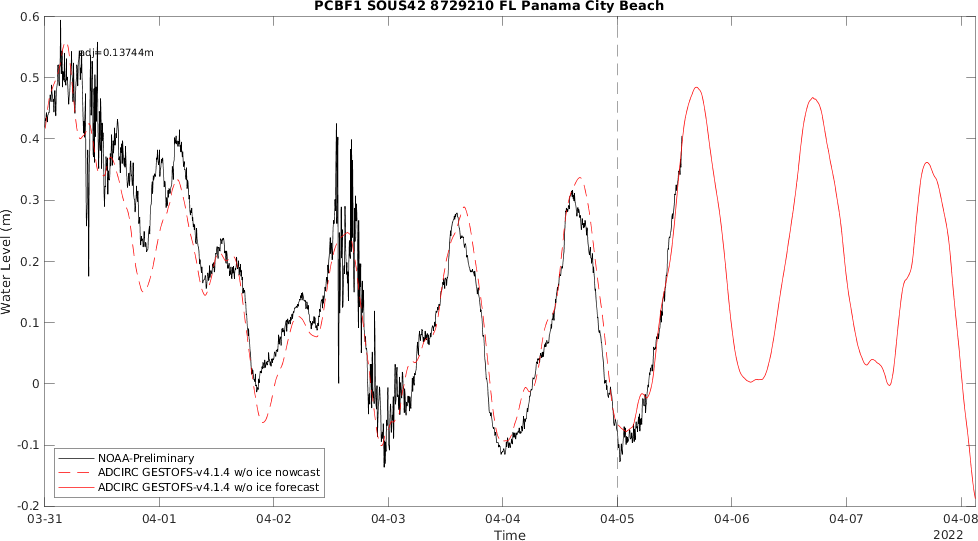 PCBF1 SOUS42 8729210 FL Panama City Beach
adj=0.13744m
0.6
0.5
0.4
0.3
0.2
0.1
0
-0.1
-0.2
Water Level (m)
NOAA-Preliminary
ADCIRC GESTOFS-v4.1.4 w/o ice nowcast
ADCIRC GESTOFS-v4.1.4 w/o ice forecast
03-31 04-01 04-02 04-03 04-04 04-05 04-06 04-07 04-08
Time
2022